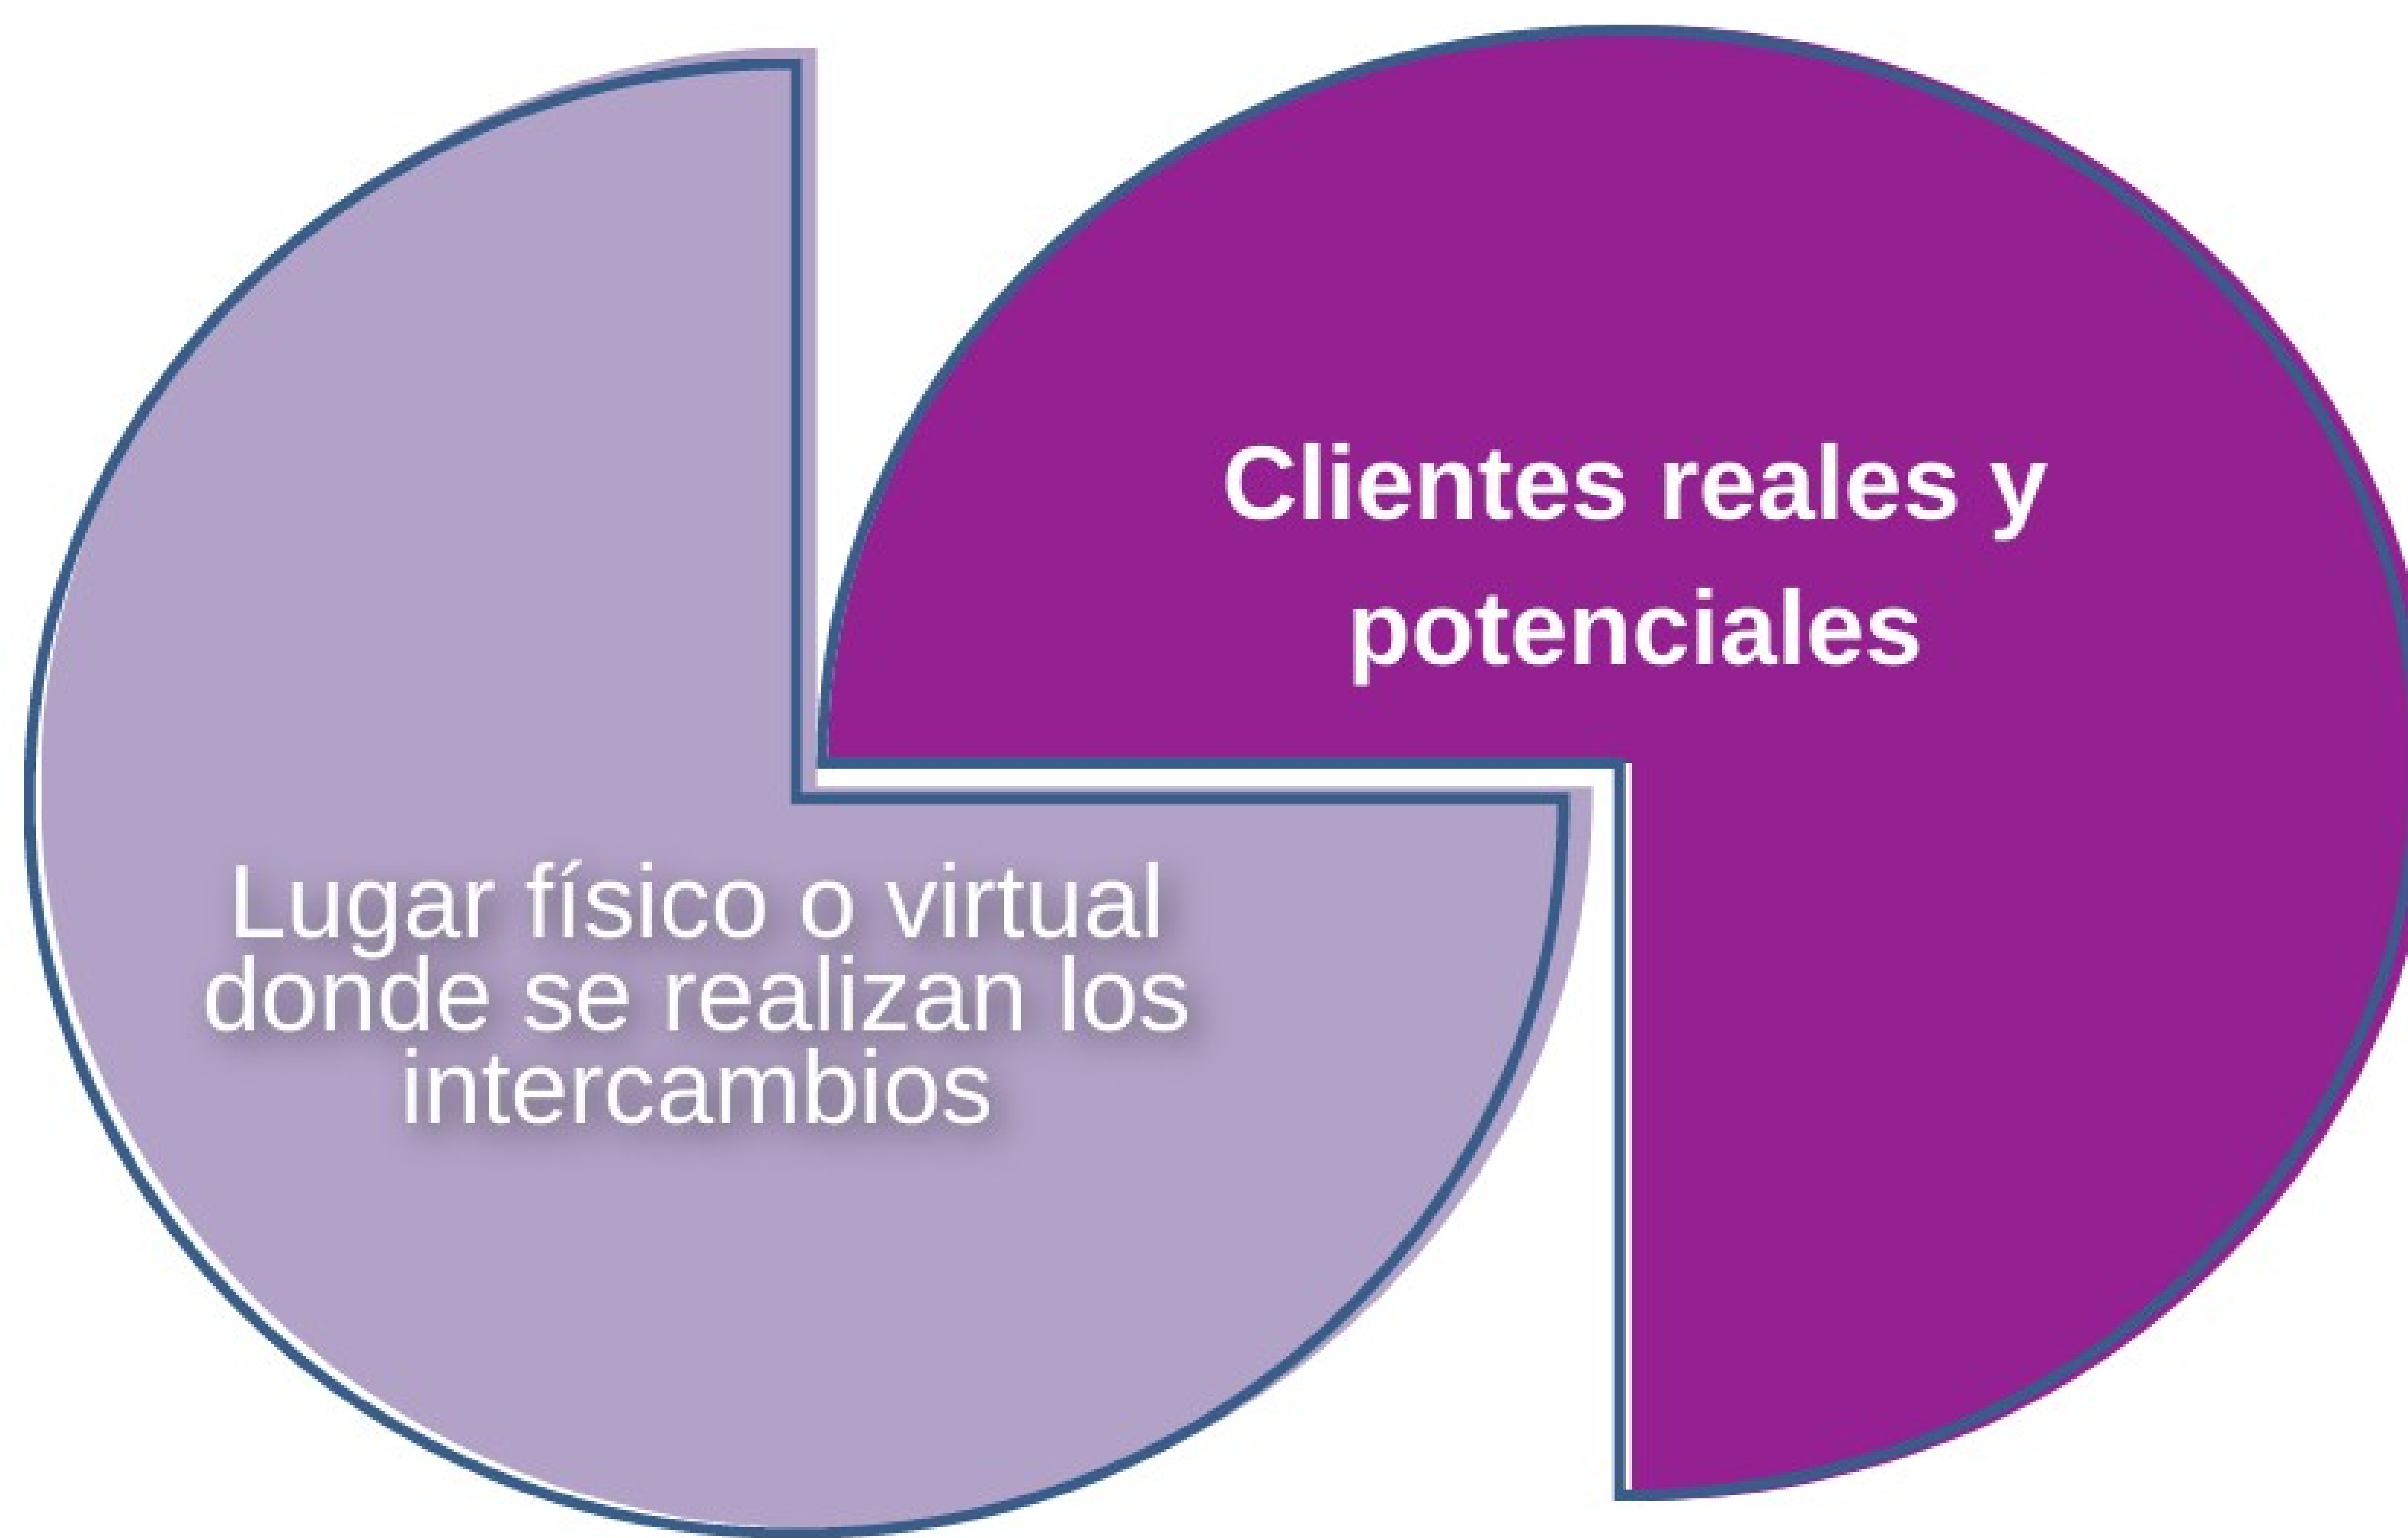 Clientes reales y
potenciales
Lugar físico o virtual
donde se realizan los
intercambios